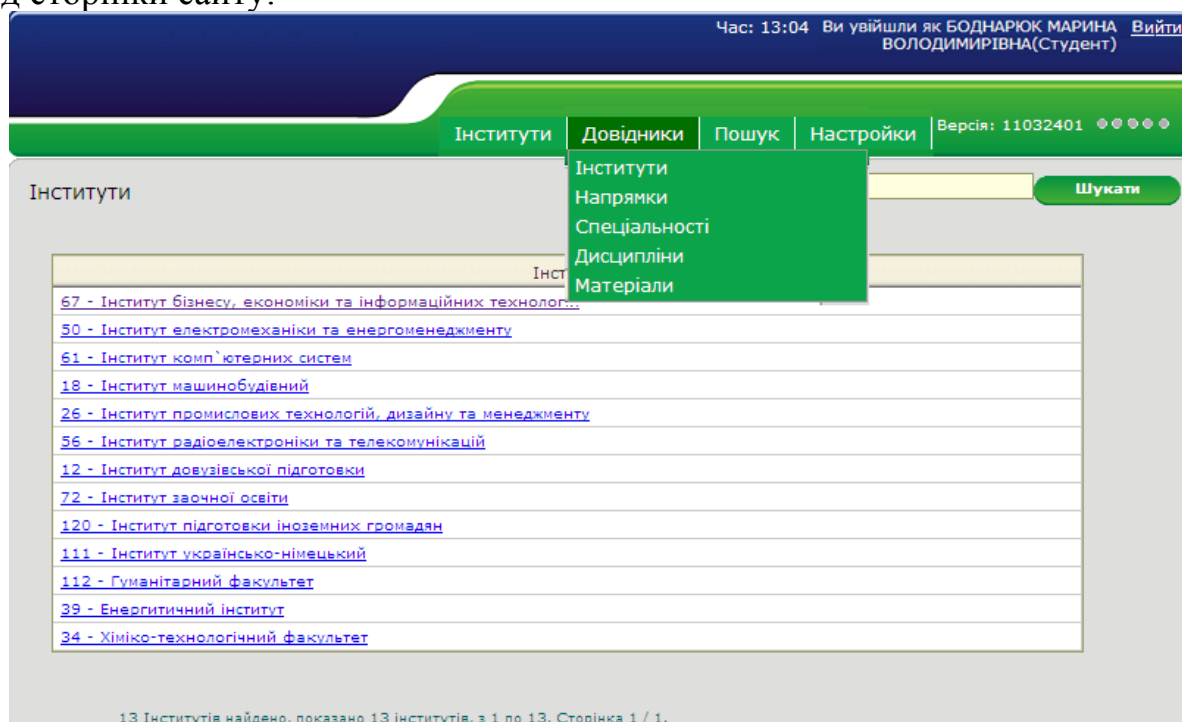 сторінки сайту.
Час: 13:04 Ви увійшли як БОДНАРЮК МАРИНА ВОЛОДИМИРІВНА(Студент) Вийти
Інститути Довідники Пошук Настройки Версія: 11032401
Інститути
Напрямки
Спеціальності
Дисципліни
Матеріали
Інститути
Шукати
Інст
67 - Інститут бізнесу, економіки та інформаційних технолог...
50 - Інститут електромеханіки та енергоменеджменту
61 - Інститут комп`ютерних систем
18 - Інститут машинобудівний
26 - Інститут промислових технологій, дизайну та менеджменту
56 - Інститут радіоелектроніки та телекомунікацій
12 - Інститут довузівської підготовки
72 - Інститут заочної освіти
120 - Інститут підготовки іноземних громадян
111 - Інститут українсько-німецький
112 - Гуманітарний факультет
39 - Енергитичний інститут
34 - Хіміко-технологічний факультет
13 Інститутів найдено, показано 13 інститутів, з 1 по 13. Сторінка 1 / 1.